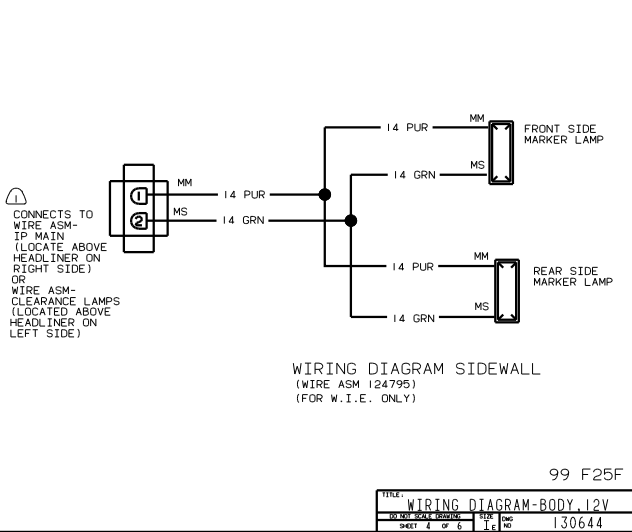 MM
14 PUR
FRONT SIDE
MARKER LAMP
MS
14 GRN
1
CONNECTS TO
WIRE ASM-
IP MAIN
(LOCATE ABOVE
HEADLINER ON
RIGHT SIDE)
OR
WIRE ASM-
CLEARANCE LAMPS
(LOCATED ABOVE
HEADLINER ON
LEFT SIDE)
1
MM
14 PUR
2
MS
14 GRN
MM
14 PUR
REAR SIDE
MARKER LAMP
MS
14 GRN
WIRING DIAGRAM SIDEWALL
(WIRE ASM 124795)
(FOR W.I.E. ONLY)
99 F25F
TITLE:
WIRING DIAGRAM-BODY,12V
DO NOT SCALE DRAWING
SHEET 4 OF 6
SIZE
IE
DWG
NO
130644